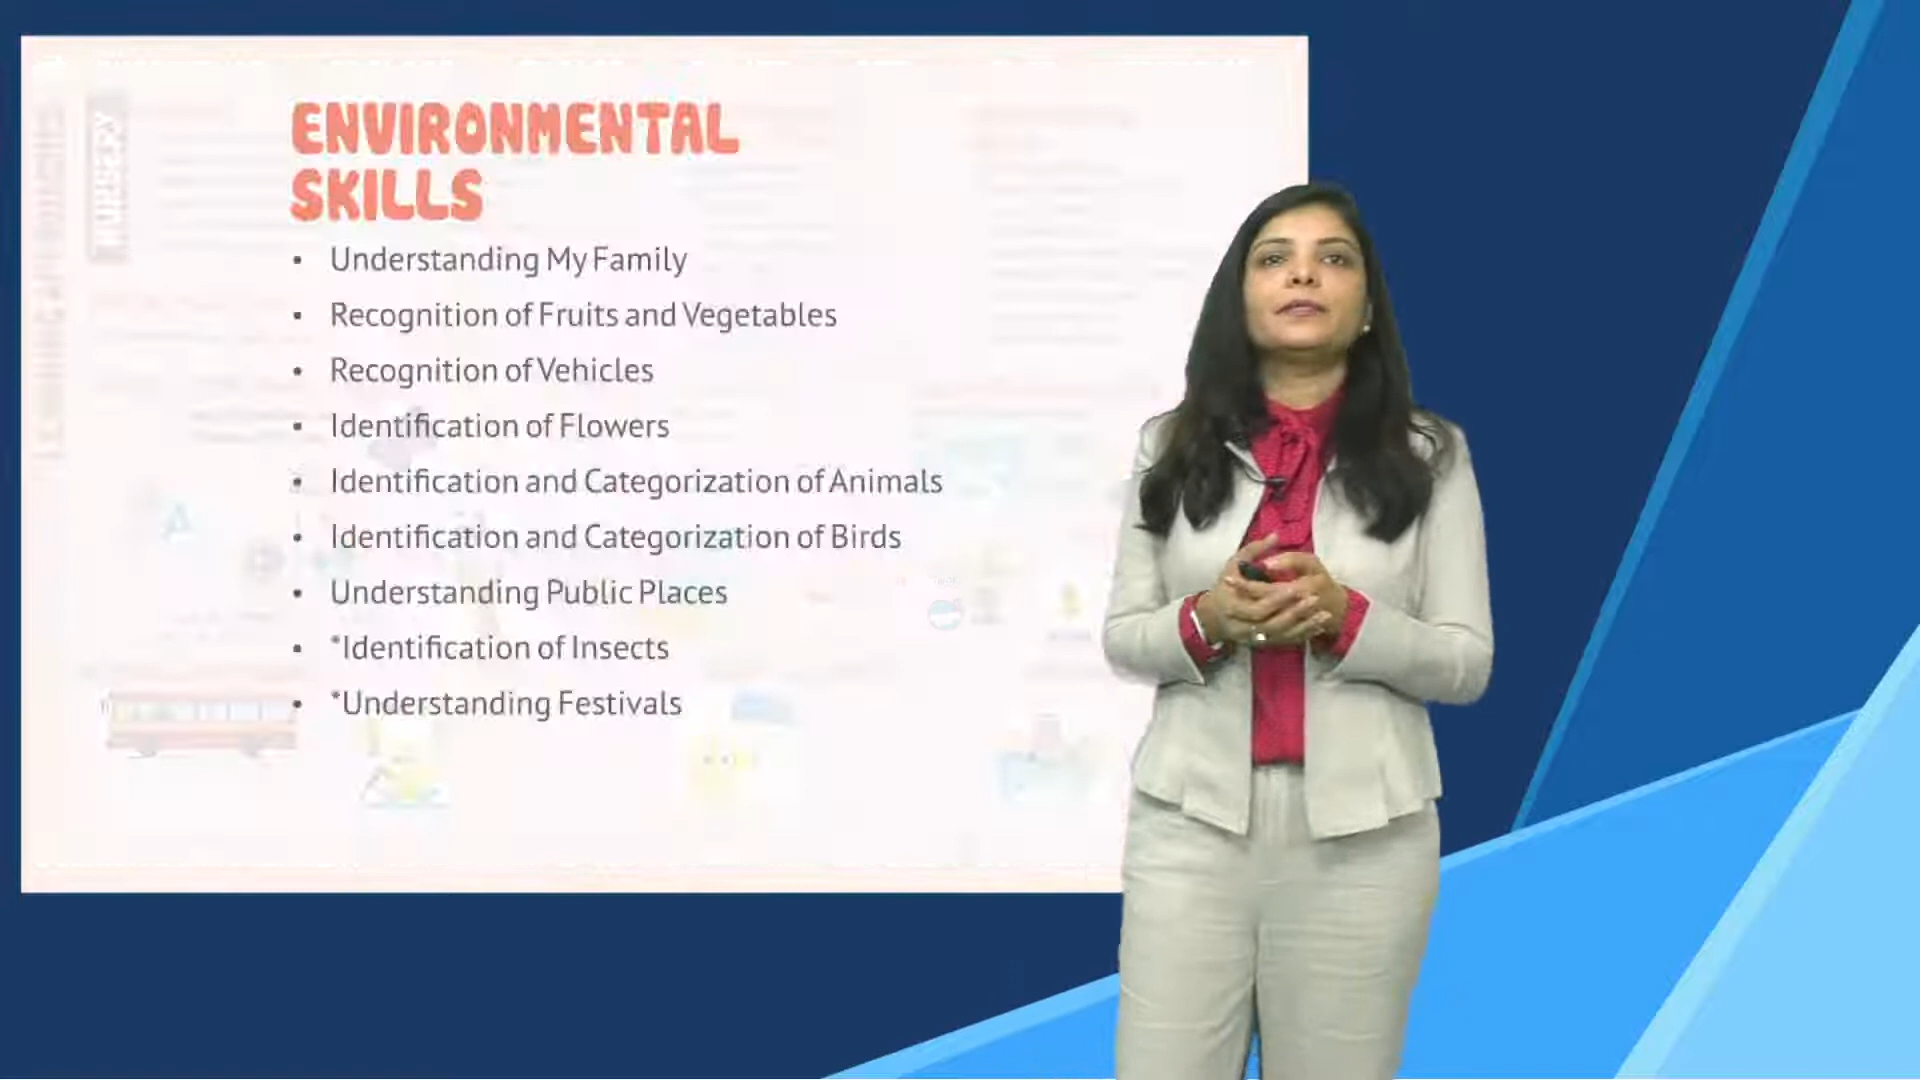 ENVIRONMENTAL
SKILLS
• Understanding My Family
• Recognition of Fruits and Vegetables
• Recognition of Vehicles
• Identification of Flowers
• Identification and Categorization of Animals
• Identification and Categorization of Birds
• Understanding Public Places
• *Identification of Insects
• *Understanding Festivals
NURSERY